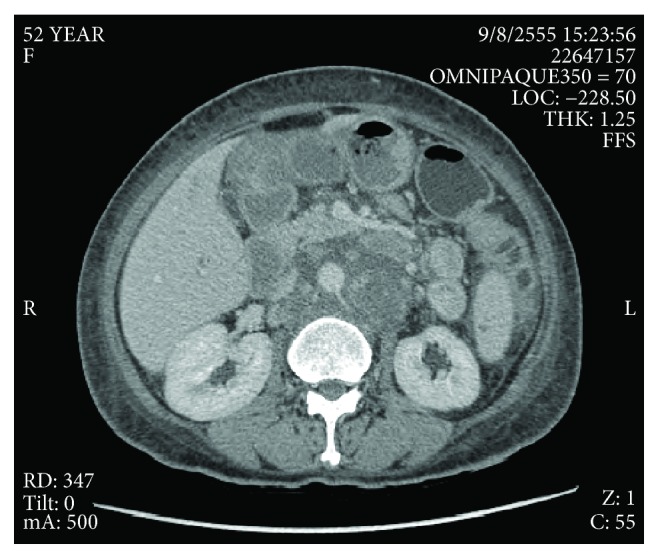 52 YEAR
F
9/8/2555 15:23:56
22647157
OMNIPAQUE350 = 70
LOC: −228.50
THK: 1.25
FFS
R
L
RD: 347
Tilt: 0
mA: 500
Z: 1
C: 55